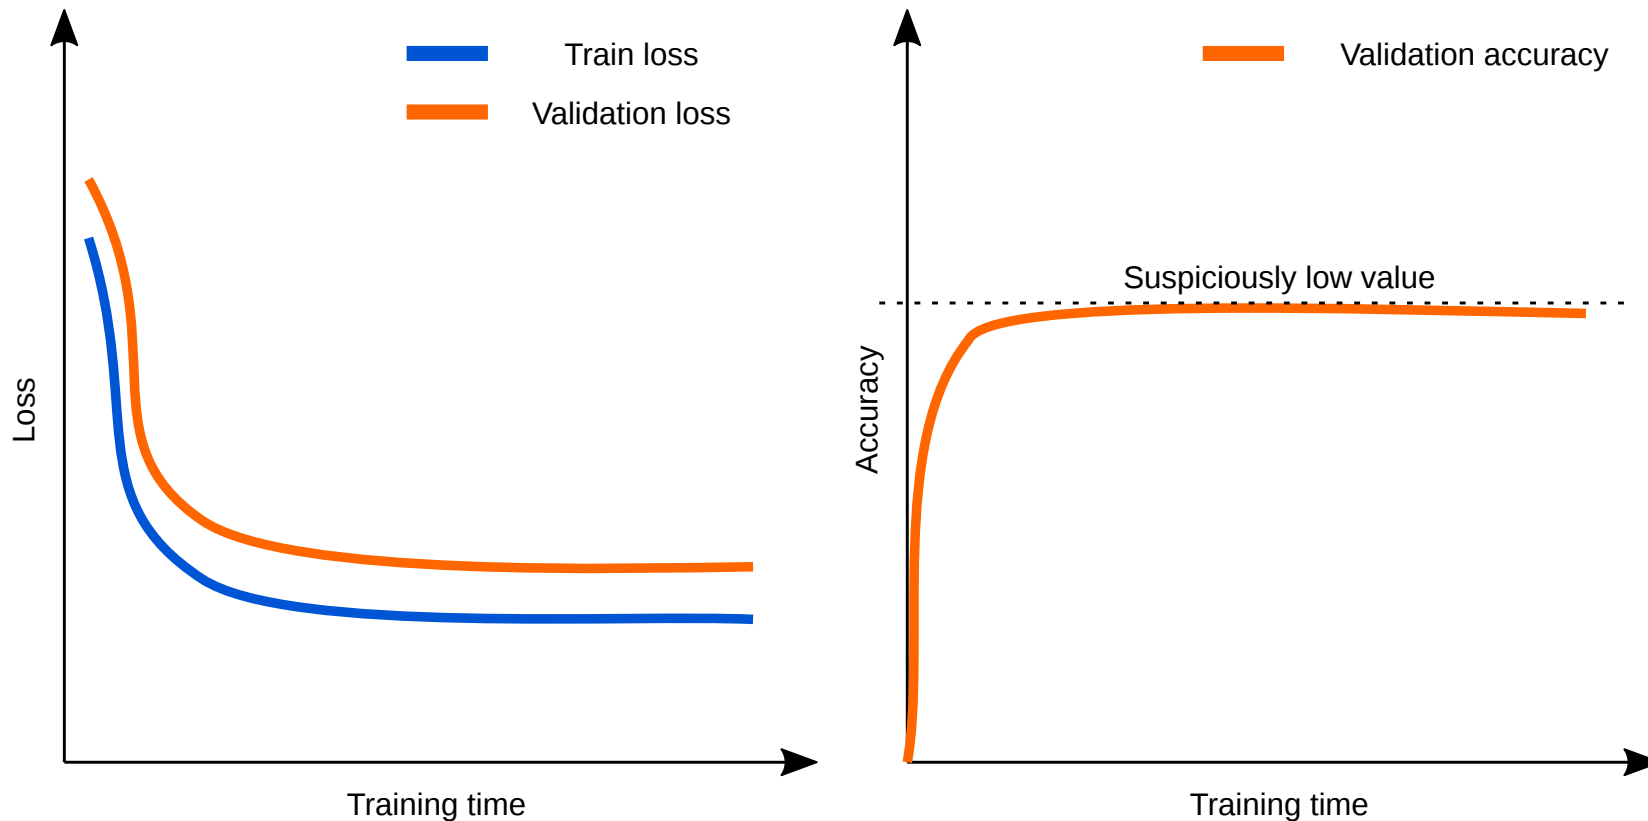 Train loss
Validation loss
Loss
Training time
Validation accuracy
Suspiciously low value
Accuracy
Training time